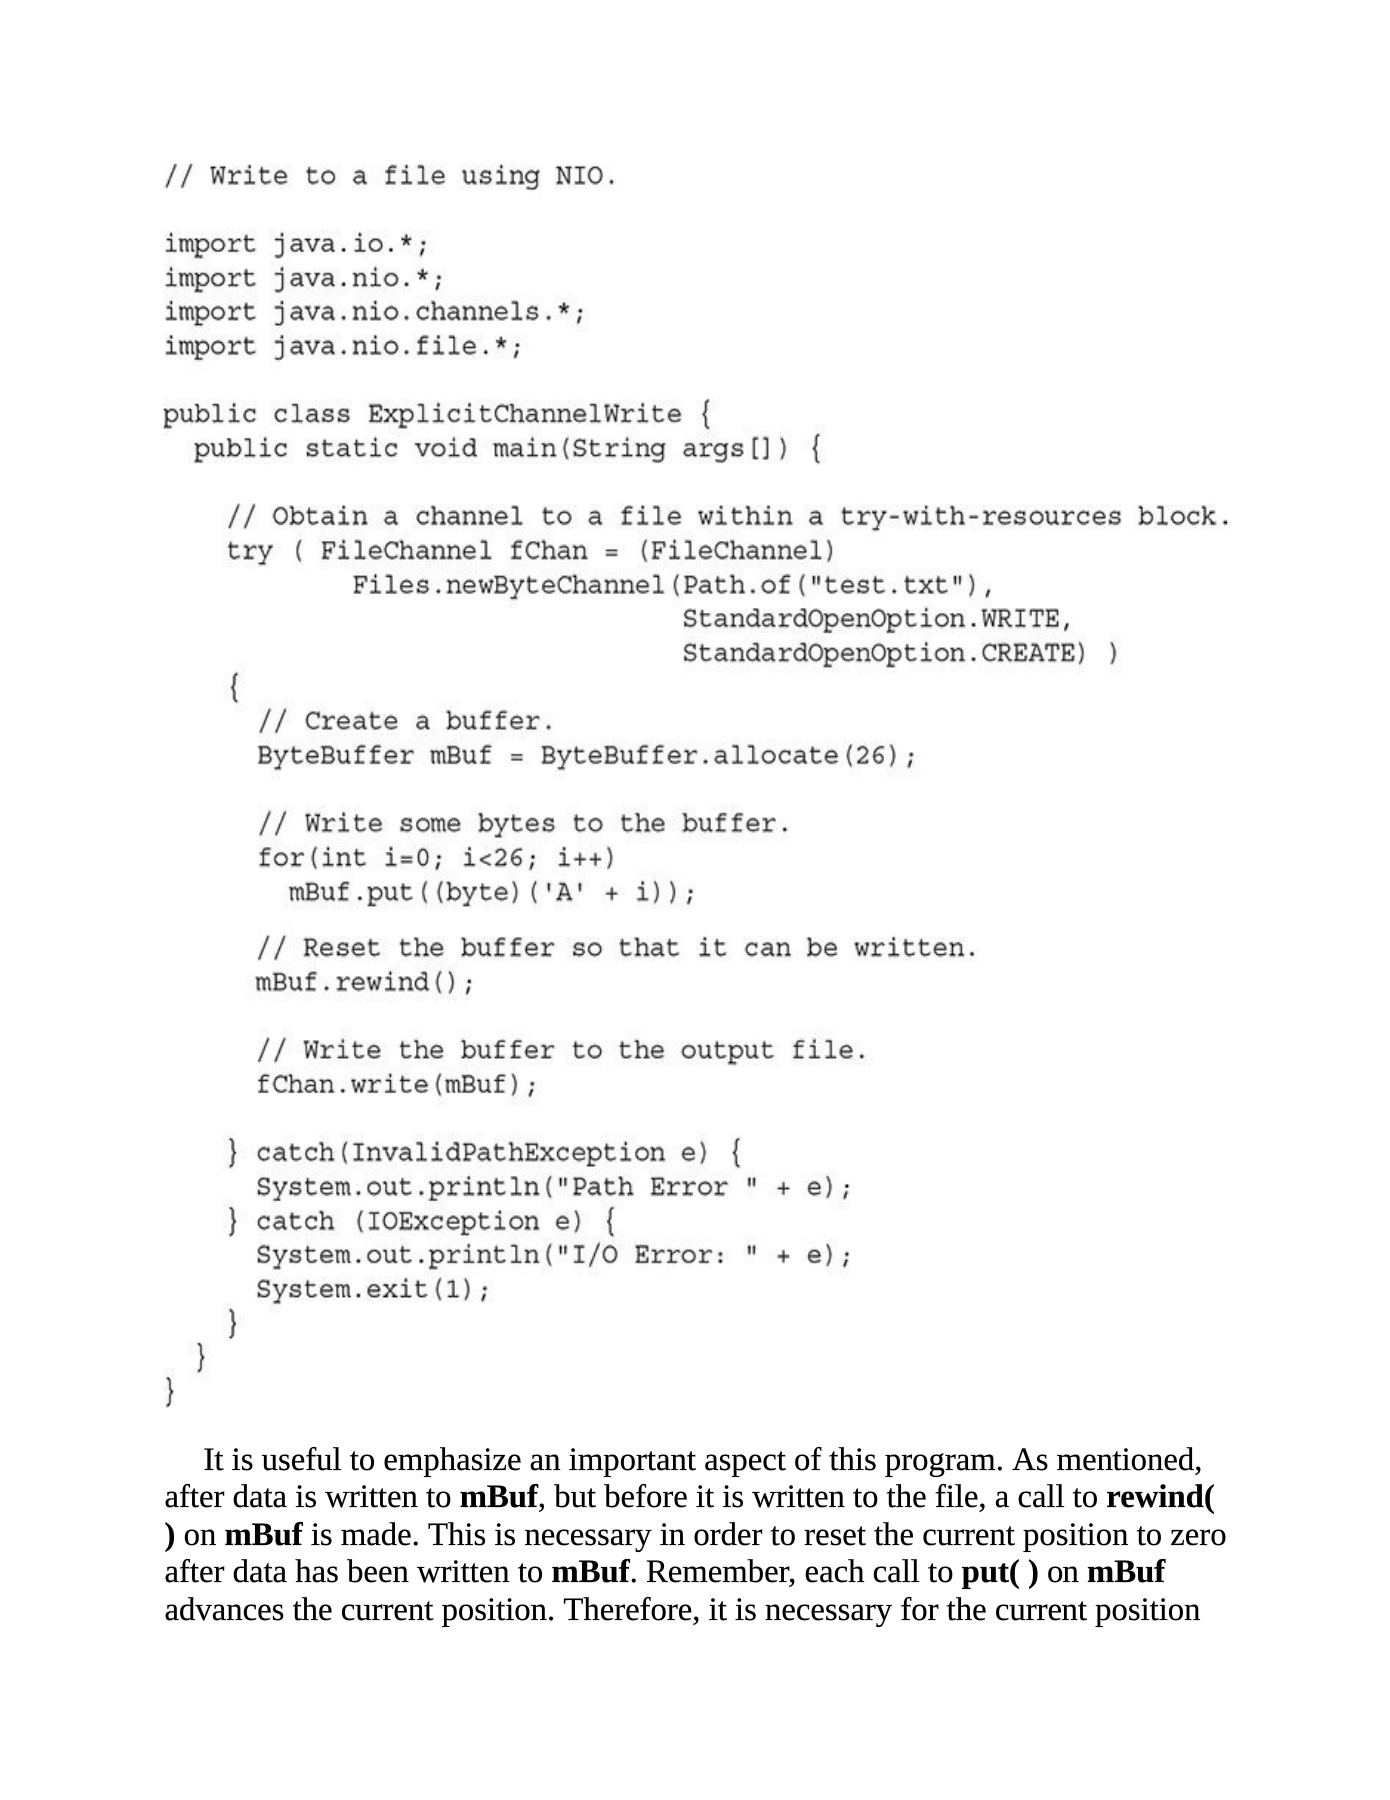 // Write to a file using NIO.

import java.io.*;
import java.nio.*;
import java.nio.channels.*;
import java.nio.file.*;

public class ExplicitChannelWrite {
  public static void main(String args[]) {

    // Obtain a channel to a file within a try-with-resources block.
    try ( FileChannel fChan = (FileChannel)
            Files.newByteChannel(Path.of("test.txt"),
                                 StandardOpenOption.WRITE,
                                 StandardOpenOption.CREATE) )
    {
      // Create a buffer.
      ByteBuffer mBuf = ByteBuffer.allocate(26);

      // Write some bytes to the buffer.
      for(int i=0; i<26; i++)
        mBuf.put((byte)('A' + i));

      // Reset the buffer so that it can be written.
      mBuf.rewind();

      // Write the buffer to the output file.
      fChan.write(mBuf);

    } catch(InvalidPathException e) {
      System.out.println("Path Error " + e);
    } catch (IOException e) {
      System.out.println("I/O Error: " + e);
      System.exit(1);
    }
  }
}

It is useful to emphasize an important aspect of this program. As mentioned,
after data is written to mBuf, but before it is written to the file, a call to rewind(
) on mBuf is made. This is necessary in order to reset the current position to zero
after data has been written to mBuf. Remember, each call to put( ) on mBuf
advances the current position. Therefore, it is necessary for the current position